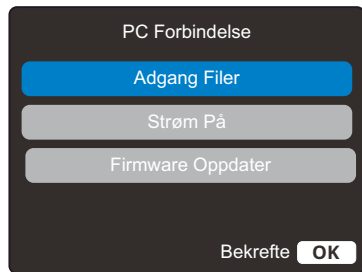 PC Forbindelse
Adgang Filer
Strøm På
Firmware Oppdater
Bekrefte OK